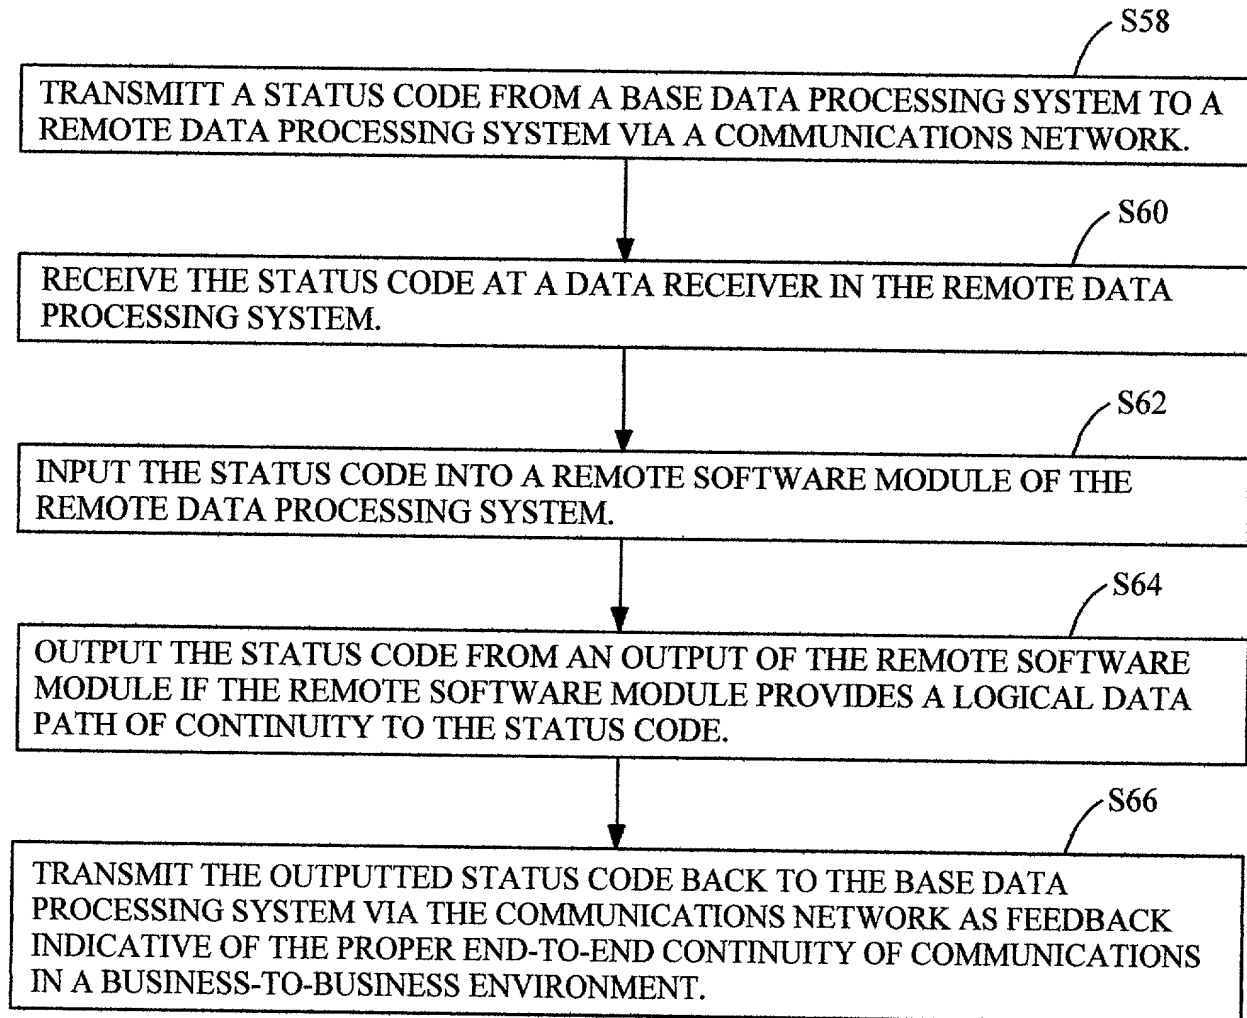 S58
TRANSMITT A STATUS CODE FROM A BASE DATA PROCESSING SYSTEM TO A
REMOTE DATA PROCESSING SYSTEM VIA A COMMUNICATIONS NETWORK.
S60
RECEIVE THE STATUS CODE AT A DATA RECEIVER IN THE REMOTE DATA
PROCESSING SYSTEM.
S62
INPUT THE STATUS CODE INTO A REMOTE SOFTWARE MODULE OF THE
REMOTE DATA PROCESSING SYSTEM.
S64
OUTPUT THE STATUS CODE FROM AN OUTPUT OF THE REMOTE SOFTWARE
MODULE IF THE REMOTE SOFTWARE MODULE PROVIDES A LOGICAL DATA
PATH OF CONTINUITY TO THE STATUS CODE.
S66
TRANSMIT THE OUTPUTTED STATUS CODE BACK TO THE BASE DATA
PROCESSING SYSTEM VIA THE COMMUNICATIONS NETWORK AS FEEDBACK
INDICATIVE OF THE PROPER END-TO-END CONTINUITY OF COMMUNICATIONS
IN A BUSINESS-TO-BUSINESS ENVIRONMENT.